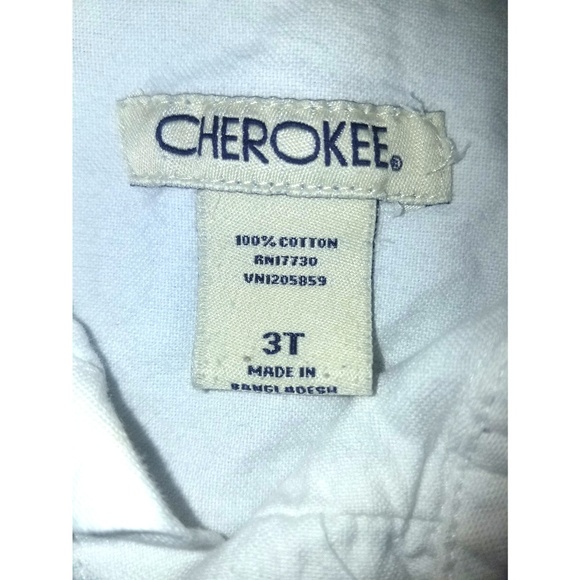 CHEROKEE®
100% COTTON
RN17730
VN1205859
3T
MADE IN
BANGLADESH